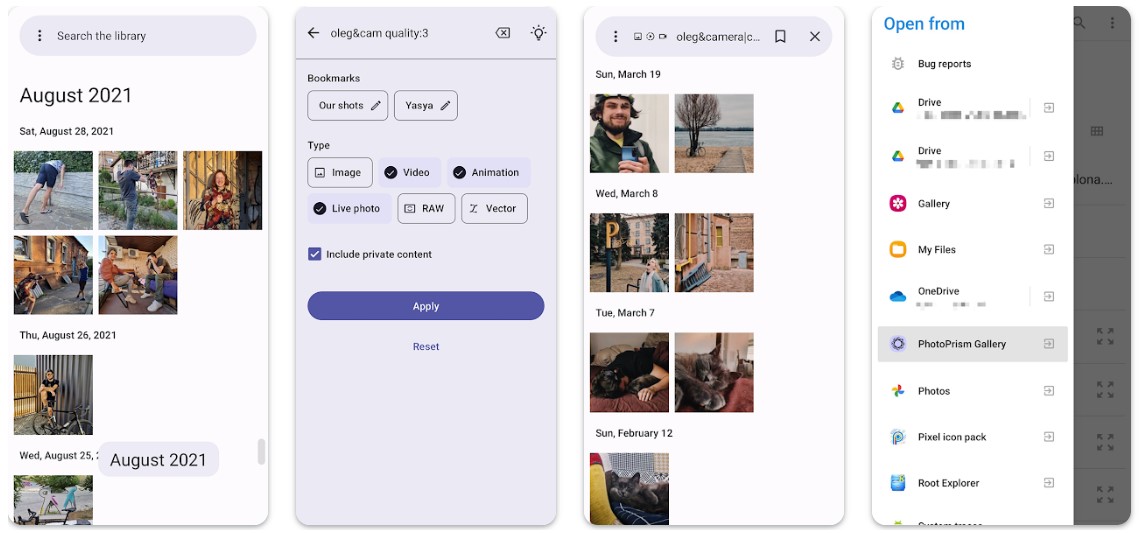 Search the library
August 2021
Sat, August 28, 2021
Thu, August 26, 2021
Wed, August 25, 2
August 2021
oleg&cam quality:3
Bookmarks
Our shots
Yasya
Type
Image
Video
Animation
Live photo
RAW
Vector
Include private content
Apply
Reset
oleg&camera|c...
Sun, March 19
Wed, March 8
P
Tue, March 7
Sun, February 12
Open from
Bug reports
Drive
Drive
Gallery
My Files
OneDrive
PhotoPrism Gallery
Photos
Pixel icon pack
Root Explorer
olona....